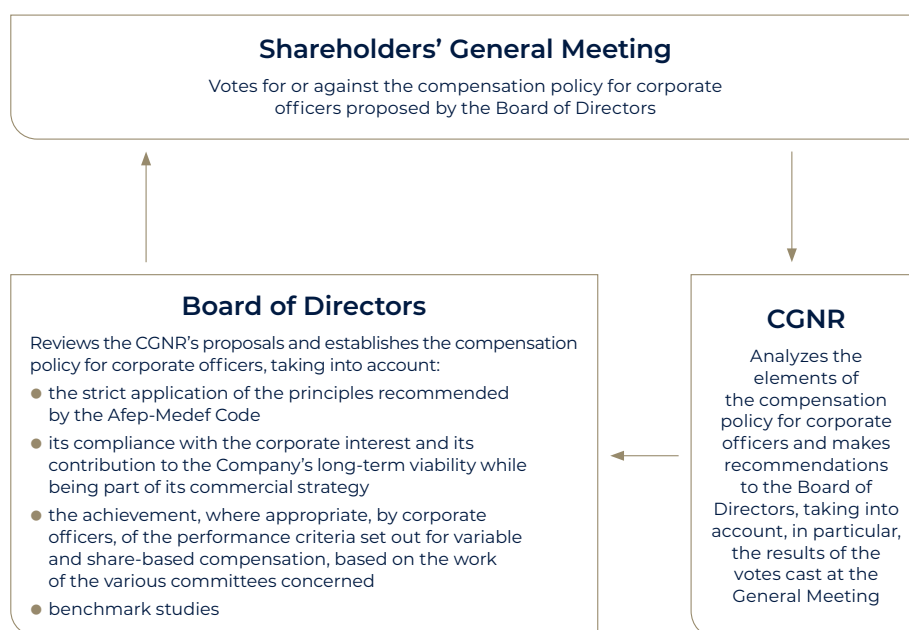 Shareholders’ General Meeting
Votes for or against the compensation policy for corporate
officers proposed by the Board of Directors
Board of Directors
Reviews the CGNR’s proposals and establishes the compensation
policy for corporate officers, taking into account:
● the strict application of the principles recommended
by the Afep-Medef Code
● its compliance with the corporate interest and its
contribution to the Company’s long-term viability while
being part of its commercial strategy
● the achievement, where appropriate, by corporate
officers, of the performance criteria set out for variable
and share-based compensation, based on the work
of the various committees concerned
● benchmark studies
CGNR
Analyzes the
elements of
the compensation
policy for corporate
officers and makes
recommendations
to the Board of
Directors, taking into
account, in particular,
the results of the
votes cast at the
General Meeting